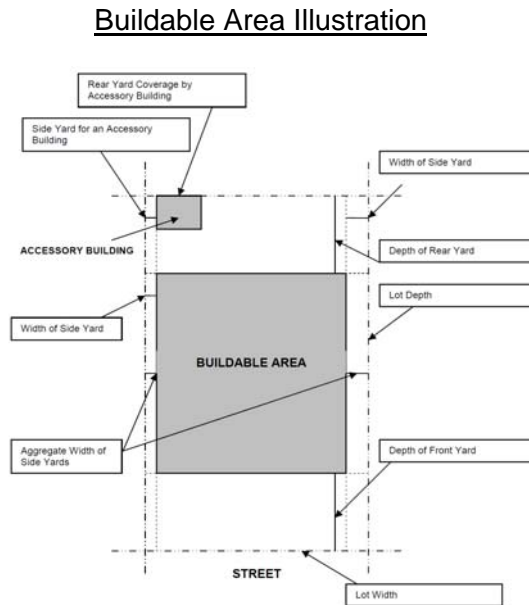 Buildable Area Illustration
Rear Yard Coverage by
Accessory Building
Side Yard for an Accessory
Building
Width of Side Yard
ACCESSORY BUILDING
Depth of Rear Yard
Lot Depth
Width of Side Yard
BUILDABLE AREA
Aggregate Width of
Side Yards
Depth of Front Yard
STREET
Lot Width